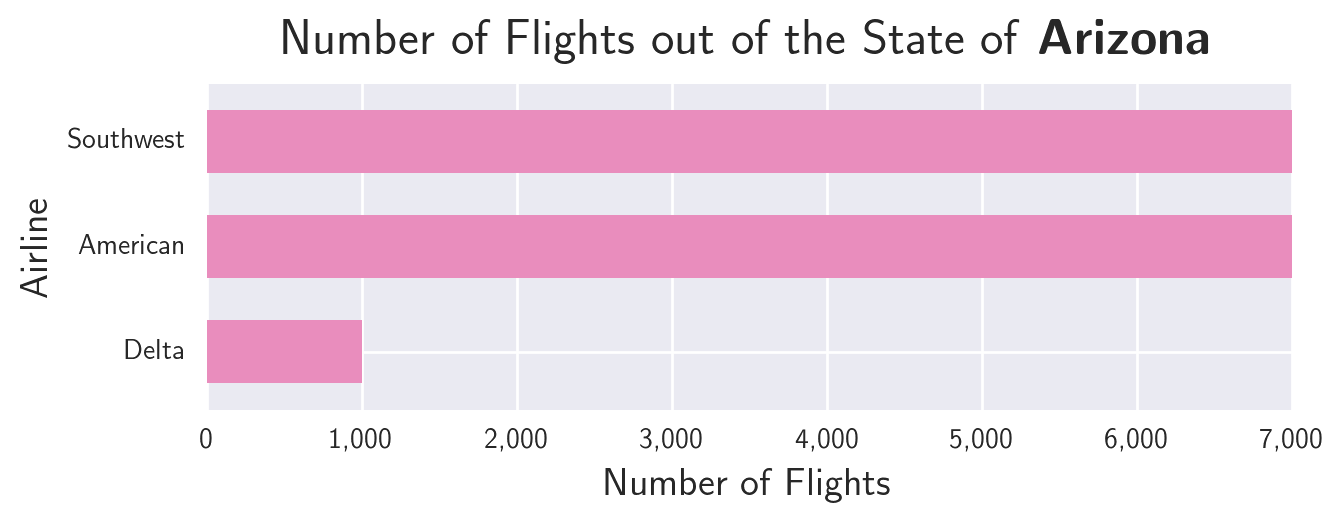 Number of Flights out of the State of Arizona
Southwest
American
Delta
Airline
0 1,000 2,000 3,000 4,000 5,000 6,000 7,000
Number of Flights